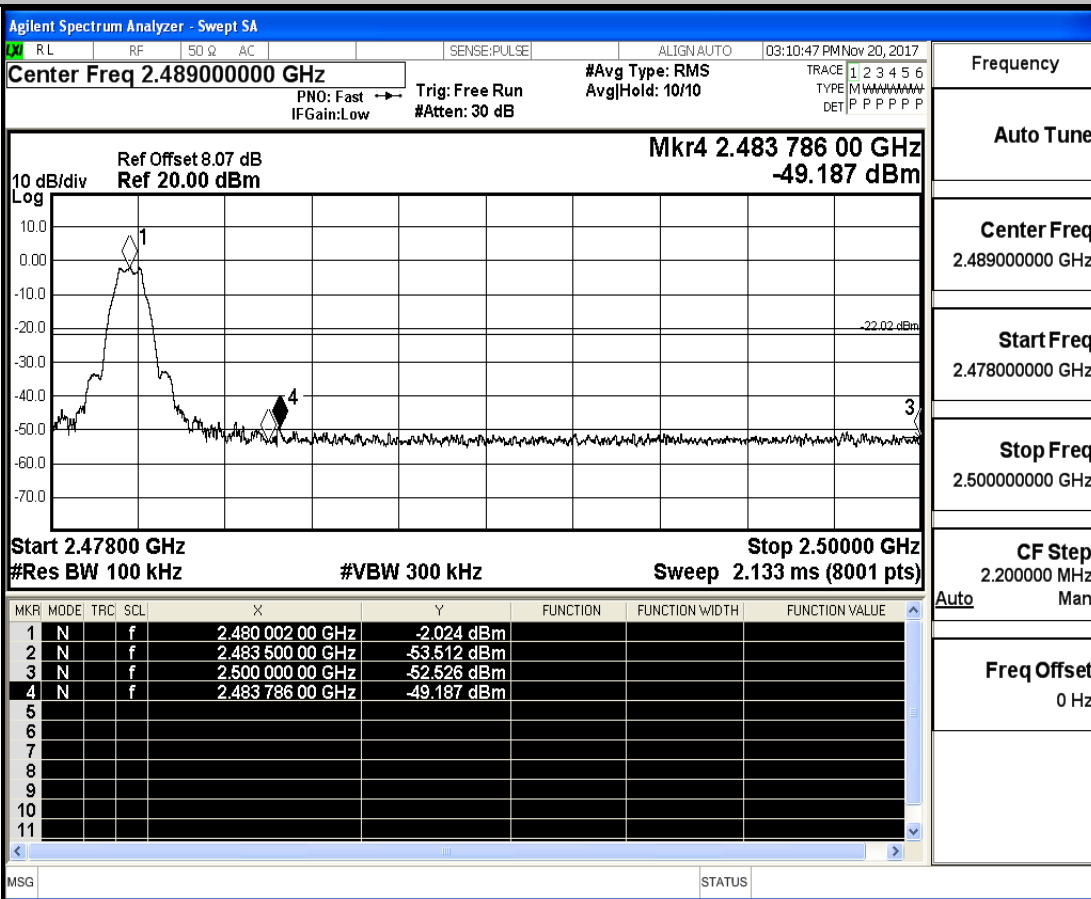 Agilent Spectrum Analyzer - Swept SA
LXI RL RF 50 Ω AC SENSE:PULSE ALIGN AUTO 03:10:47 PM Nov 20, 2017
Center Freq 2.489000000 GHz
PNO: Fast
IFGain:Low
Trig: Free Run
#Atten: 30 dB
#Avg Type: RMS
Avg|Hold: 10/10
TRACE 1 2 3 4 5 6
TYPE M WWWWW
DET P P P P P P
Mkr4 2.483 786 00 GHz
-49.187 dBm
Ref Offset 8.07 dB
10 dB/div Ref 20.00 dBm
Log
10.0
0.00
-10.0
-20.0
-30.0
-40.0
-50.0
-60.0
-70.0
1
4
3
-22.02 dBm
Start 2.47800 GHz Stop 2.50000 GHz
#Res BW 100 kHz #VBW 300 kHz Sweep 2.133 ms (8001 pts)
MKR MODE TRC SCL X Y FUNCTION FUNCTION WIDTH FUNCTION VALUE
1 N f 2.480 002 00 GHz -2.024 dBm
2 N f 2.483 500 00 GHz -53.512 dBm
3 N f 2.500 000 00 GHz -52.526 dBm
4 N f 2.483 786 00 GHz -49.187 dBm
5
6
7
8
9
10
11
MSG STATUS
Frequency
Auto Tune
Center Freq
2.489000000 GHz
Start Freq
2.478000000 GHz
Stop Freq
2.500000000 GHz
CF Step
2.200000 MHz
Auto Man
Freq Offset
0 Hz